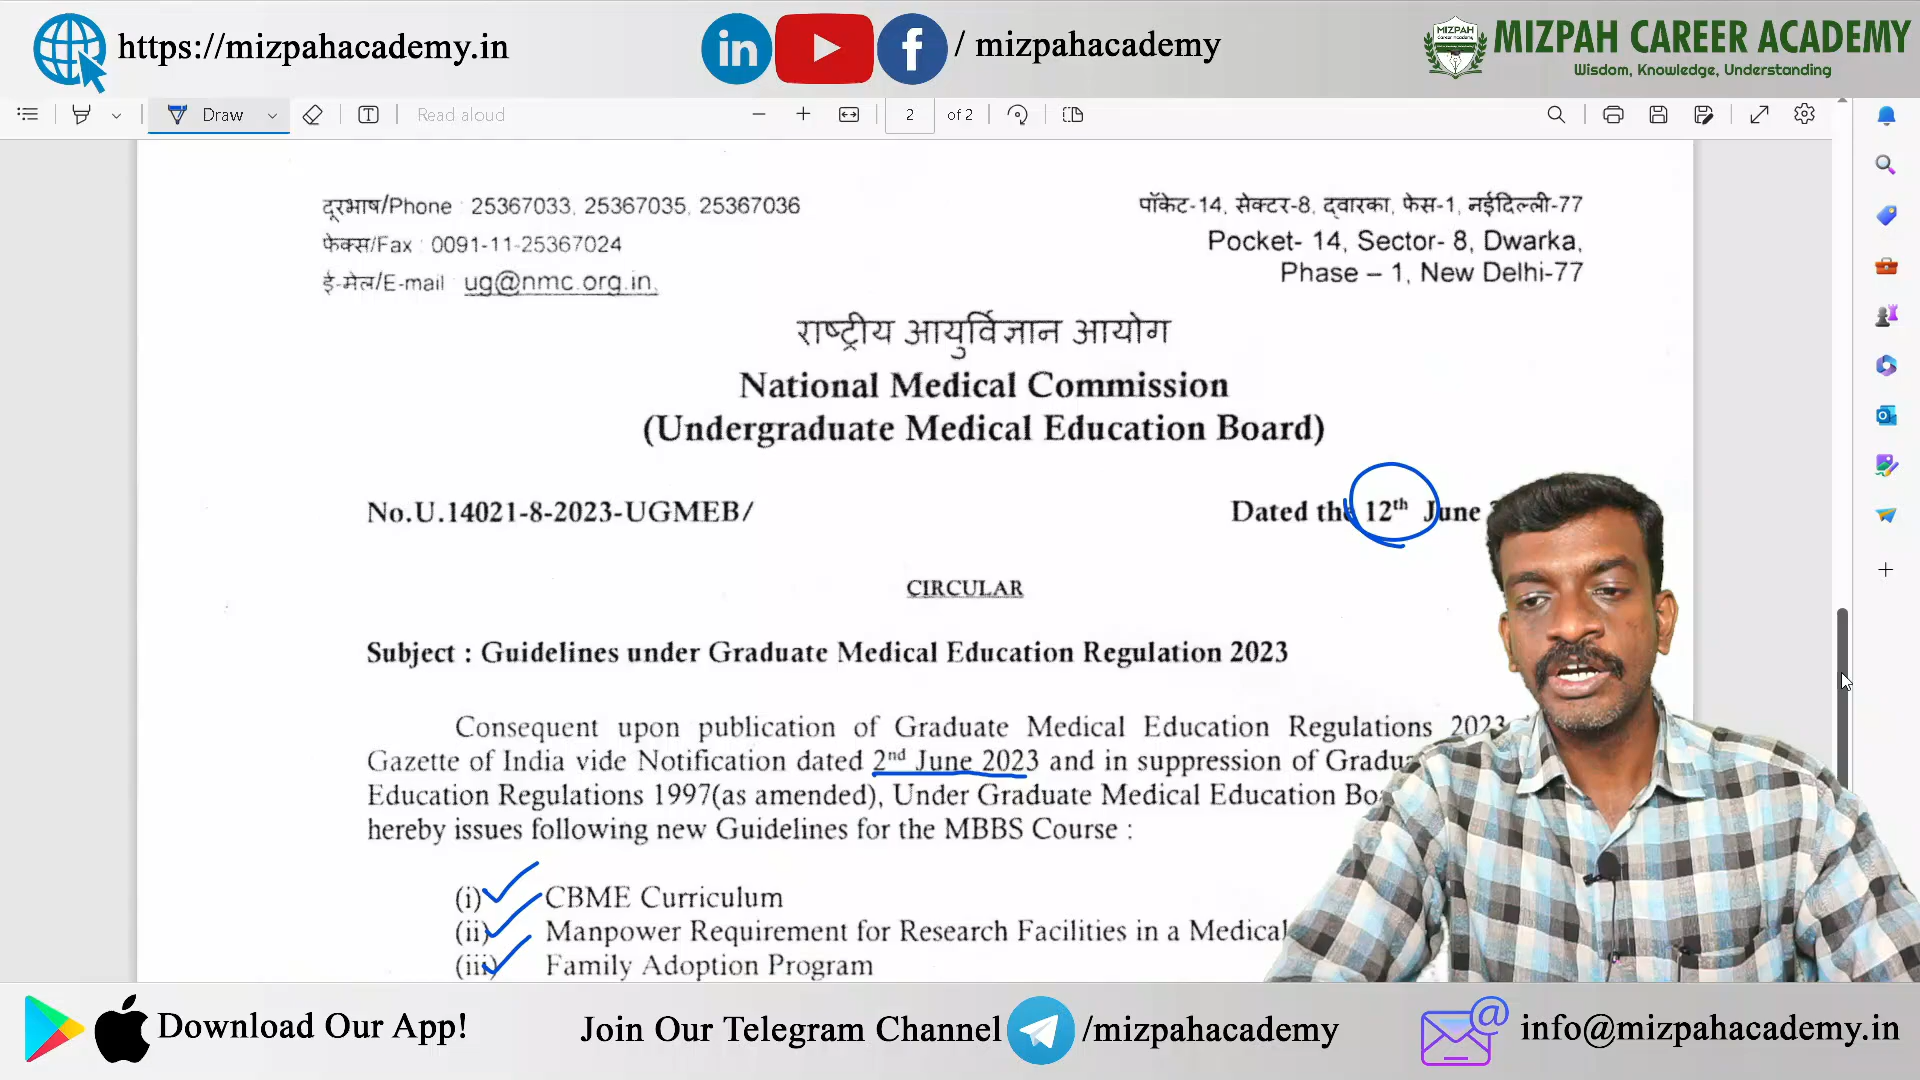 https://mizpahacademy.in
in f / mizpahacademy
MIZPAH Career Academy
MIZPAH CAREER ACADEMY
Wisdom, Knowledge, Understanding
Draw
T
Read aloud
2 of 2
दूरभाष/Phone : 25367033, 25367035, 25367036
फेक्स/Fax : 0091-11-25367024
ई-मेल/E-mail : ug@nmc.org.in,
पॉकेट-14, सेक्टर-8, द्वारका, फेस-1, नईदिल्ली-77
Pocket- 14, Sector- 8, Dwarka,
Phase – 1, New Delhi-77
राष्ट्रीय आयुर्विज्ञान आयोग
National Medical Commission
(Undergraduate Medical Education Board)
No.U.14021-8-2023-UGMEB/
Dated the 12th June
CIRCULAR
Subject : Guidelines under Graduate Medical Education Regulation 2023
Consequent upon publication of Graduate Medical Education Regulations 2023
Gazette of India vide Notification dated 2nd June 2023 and in suppression of
Education Regulations 1997(as amended), Under Graduate Medical Education
hereby issues following new Guidelines for the MBBS Course :
(i) CBME Curriculum
(ii) Manpower Requirement for Research Facilities in a Medical
(iii) Family Adoption Program
Download Our App!
Join Our Telegram Channel /mizpahacademy
@ info@mizpahacademy.in